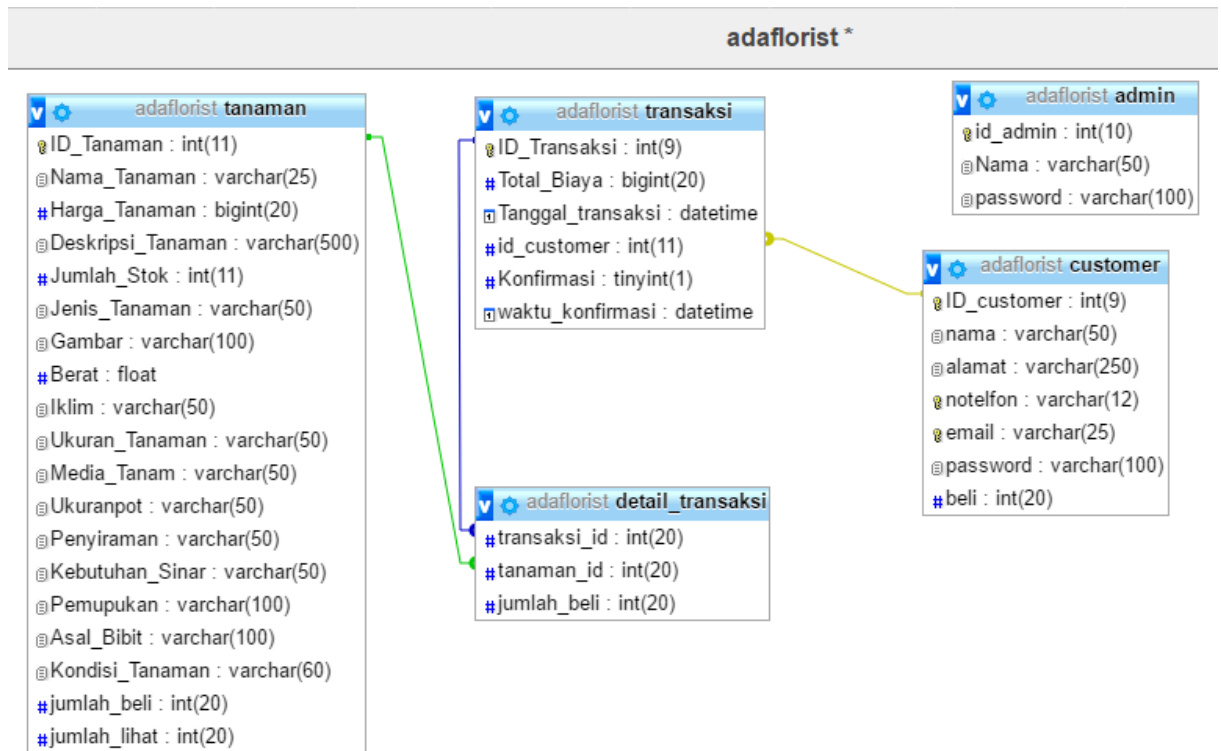 adaflorist *
adaflorist tanaman
ID_Tanaman : int(11)
Nama_Tanaman : varchar(25)
Harga_Tanaman : bigint(20)
Deskripsi_Tanaman : varchar(500)
Jumlah_Stok : int(11)
Jenis_Tanaman : varchar(50)
Gambar : varchar(100)
Berat : float
Iklim : varchar(50)
Ukuran_Tanaman : varchar(50)
Media_Tanam : varchar(50)
Ukuranpot : varchar(50)
Penyiraman : varchar(50)
Kebutuhan_Sinar : varchar(50)
Pemupukan : varchar(100)
Asal_Bibit : varchar(100)
Kondisi_Tanaman : varchar(60)
# jumlah_beli : int(20)
# jumlah_lihat : int(20)
adaflorist transaksi
ID_Transaksi : int(9)
# Total_Biaya : bigint(20)
Tanggal_transaksi : datetime
# id_customer : int(11)
# Konfirmasi : tinyint(1)
waktu_konfirmasi : datetime
adaflorist detail_transaksi
# transaksi_id : int(20)
# tanaman_id : int(20)
# jumlah_beli : int(20)
adaflorist admin
id_admin : int(10)
Nama : varchar(50)
password : varchar(100)
adaflorist customer
ID_customer : int(9)
nama : varchar(50)
alamat : varchar(250)
notelfon : varchar(12)
email : varchar(25)
password : varchar(100)
# beli : int(20)